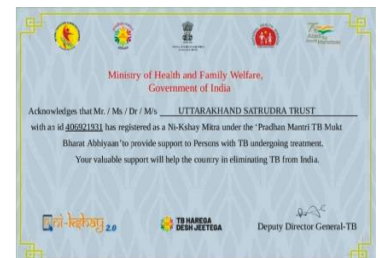 Ministry of Health and Family Welfare,
Government of India
Acknowledges that Mr. / Ms / Dr / M/s UTTARAKHAND SATRUDRA TRUST
with an id 406921931 has registered as a Ni-Kshay Mitra under the ‘Pradhan Mantri TB Mukt
Bharat Abhiyaan’ to provide support to Persons with TB undergoing treatment.
Your valuable support will help the country in eliminating TB from India.
ni-kshay 2.0
TB HAREGA
DESH JEETEGA
Deputy Director General-TB